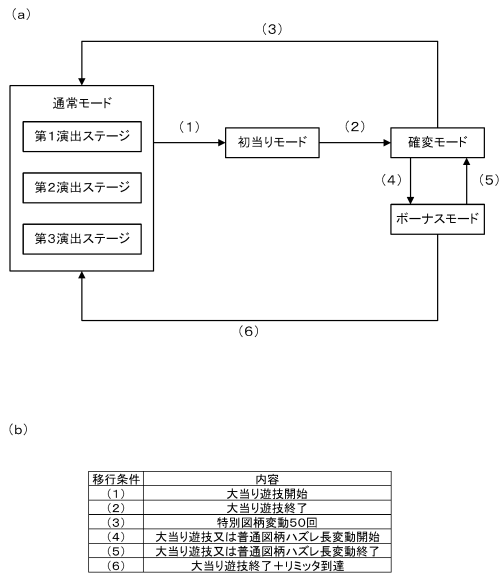 (a)
(3)
通常モード
第1演出ステージ
第2演出ステージ
第3演出ステージ
(1)
初当りモード
(2)
確変モード
(4)
(5)
ボーナスモード
(6)
(b)
移行条件 内容
(1) 大当り遊技開始
(2) 大当り遊技終了
(3) 特別図柄変動50回
(4) 大当り遊技又は普通図柄ハズレ長変動開始
(5) 大当り遊技又は普通図柄ハズレ長変動終了
(6) 大当り遊技終了+リミッタ到達